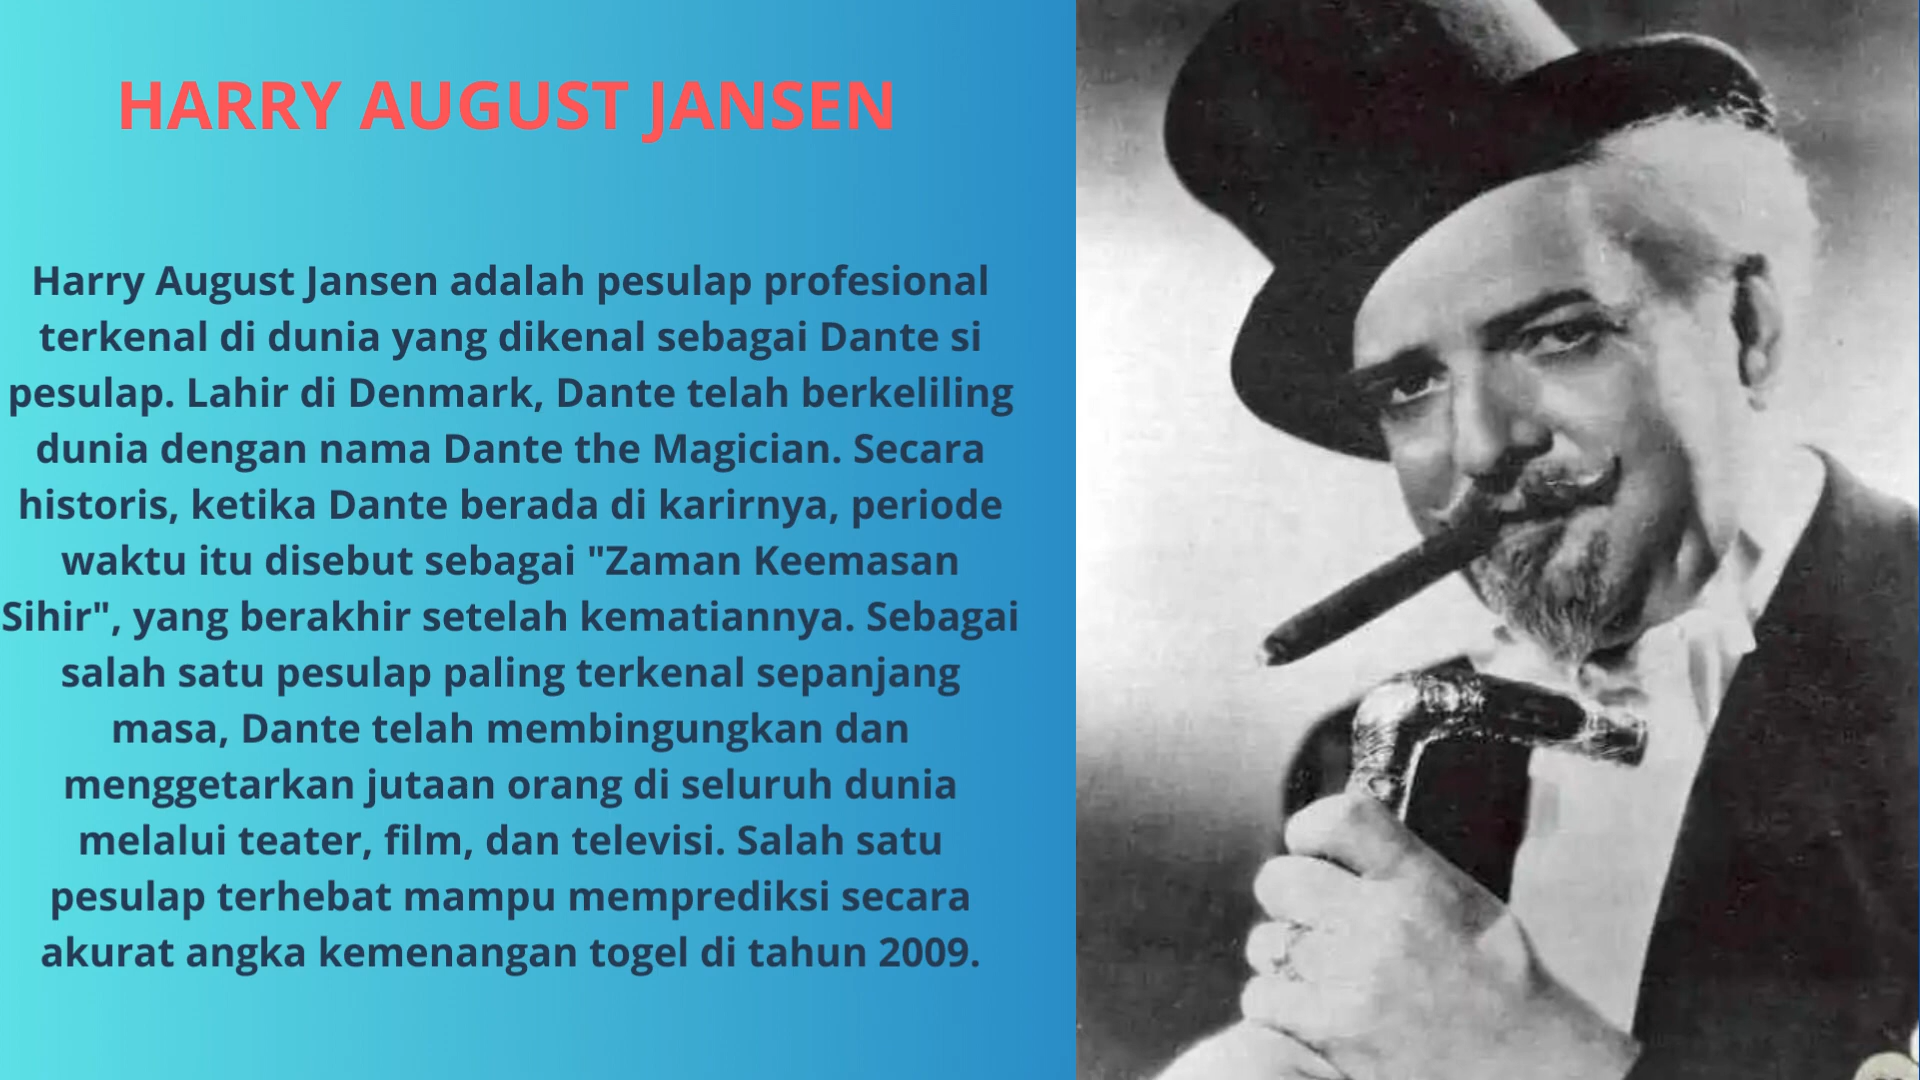 HARRY AUGUST JANSEN
Harry August Jansen adalah pesulap profesional
terkenal di dunia yang dikenal sebagai Dante si
pesulap. Lahir di Denmark, Dante telah berkeliling
dunia dengan nama Dante the Magician. Secara
historis, ketika Dante berada di karirnya, periode
waktu itu disebut sebagai "Zaman Keemasan
Sihir", yang berakhir setelah kematiannya. Sebagai
salah satu pesulap paling terkenal sepanjang
masa, Dante telah membingungkan dan
menggetarkan jutaan orang di seluruh dunia
melalui teater, film, dan televisi. Salah satu
pesulap terhebat mampu memprediksi secara
akurat angka kemenangan togel di tahun 2009.